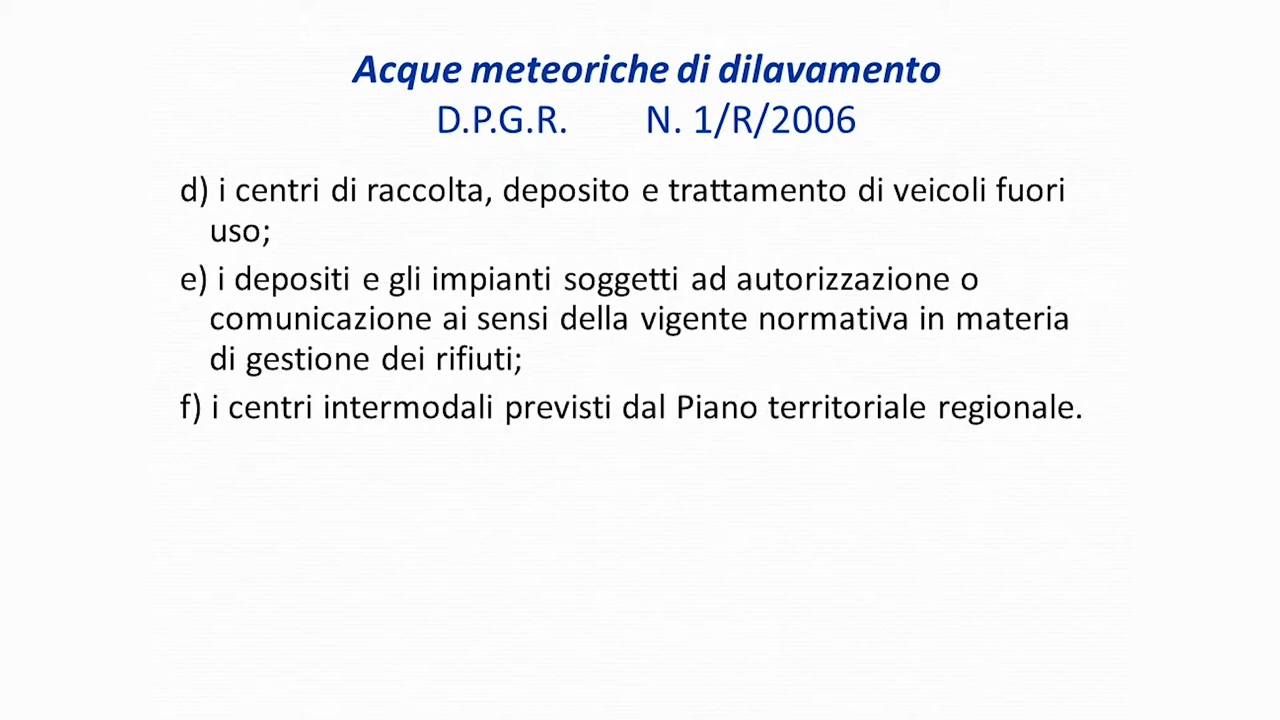 Acque meteoriche di dilavamento
D.P.G.R. N. 1/R/2006
d) i centri di raccolta, deposito e trattamento di veicoli fuori
uso;
e) i depositi e gli impianti soggetti ad autorizzazione o
comunicazione ai sensi della vigente normativa in materia
di gestione dei rifiuti;
f) i centri intermodali previsti dal Piano territoriale regionale.